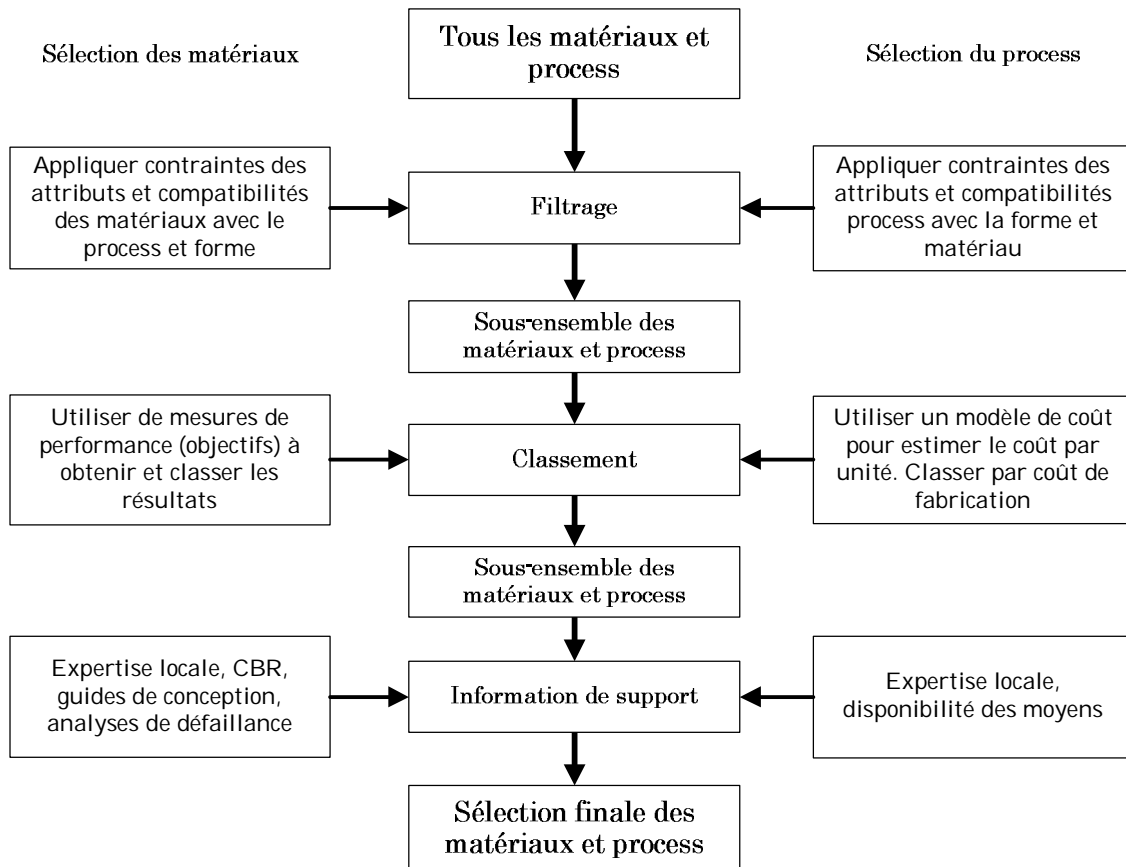 Tous les matériaux et
process
Sélection des matériaux
Sélection du process
Appliquer contraintes des
attributs et compatibilités
des matériaux avec le
process et forme
Filtrage
Appliquer contraintes des
attributs et compatibilités
process avec la forme et
matériau
Sous-ensemble des
matériaux et process
Utiliser de mesures de
performance (objectifs) à
obtenir et classer les
résultats
Classement
Utiliser un modèle de coût
pour estimer le coût par
unité. Classer par coût de
fabrication
Sous-ensemble des
matériaux et process
Expertise locale, CBR,
guides de conception,
analyses de défaillance
Information de support
Expertise locale,
disponibilité des moyens
Sélection finale des
matériaux et process